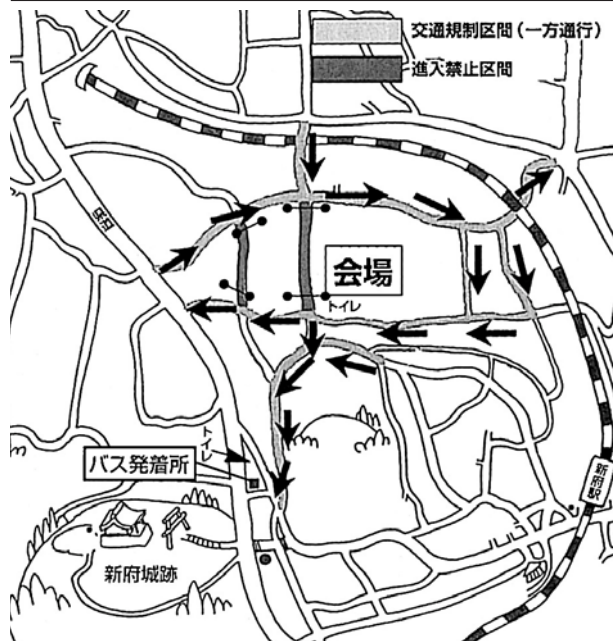 交通規制区間(一方通行)
進入禁止区間
会場
トイレ
トイレ
バス発着所
新府駅
新府城跡